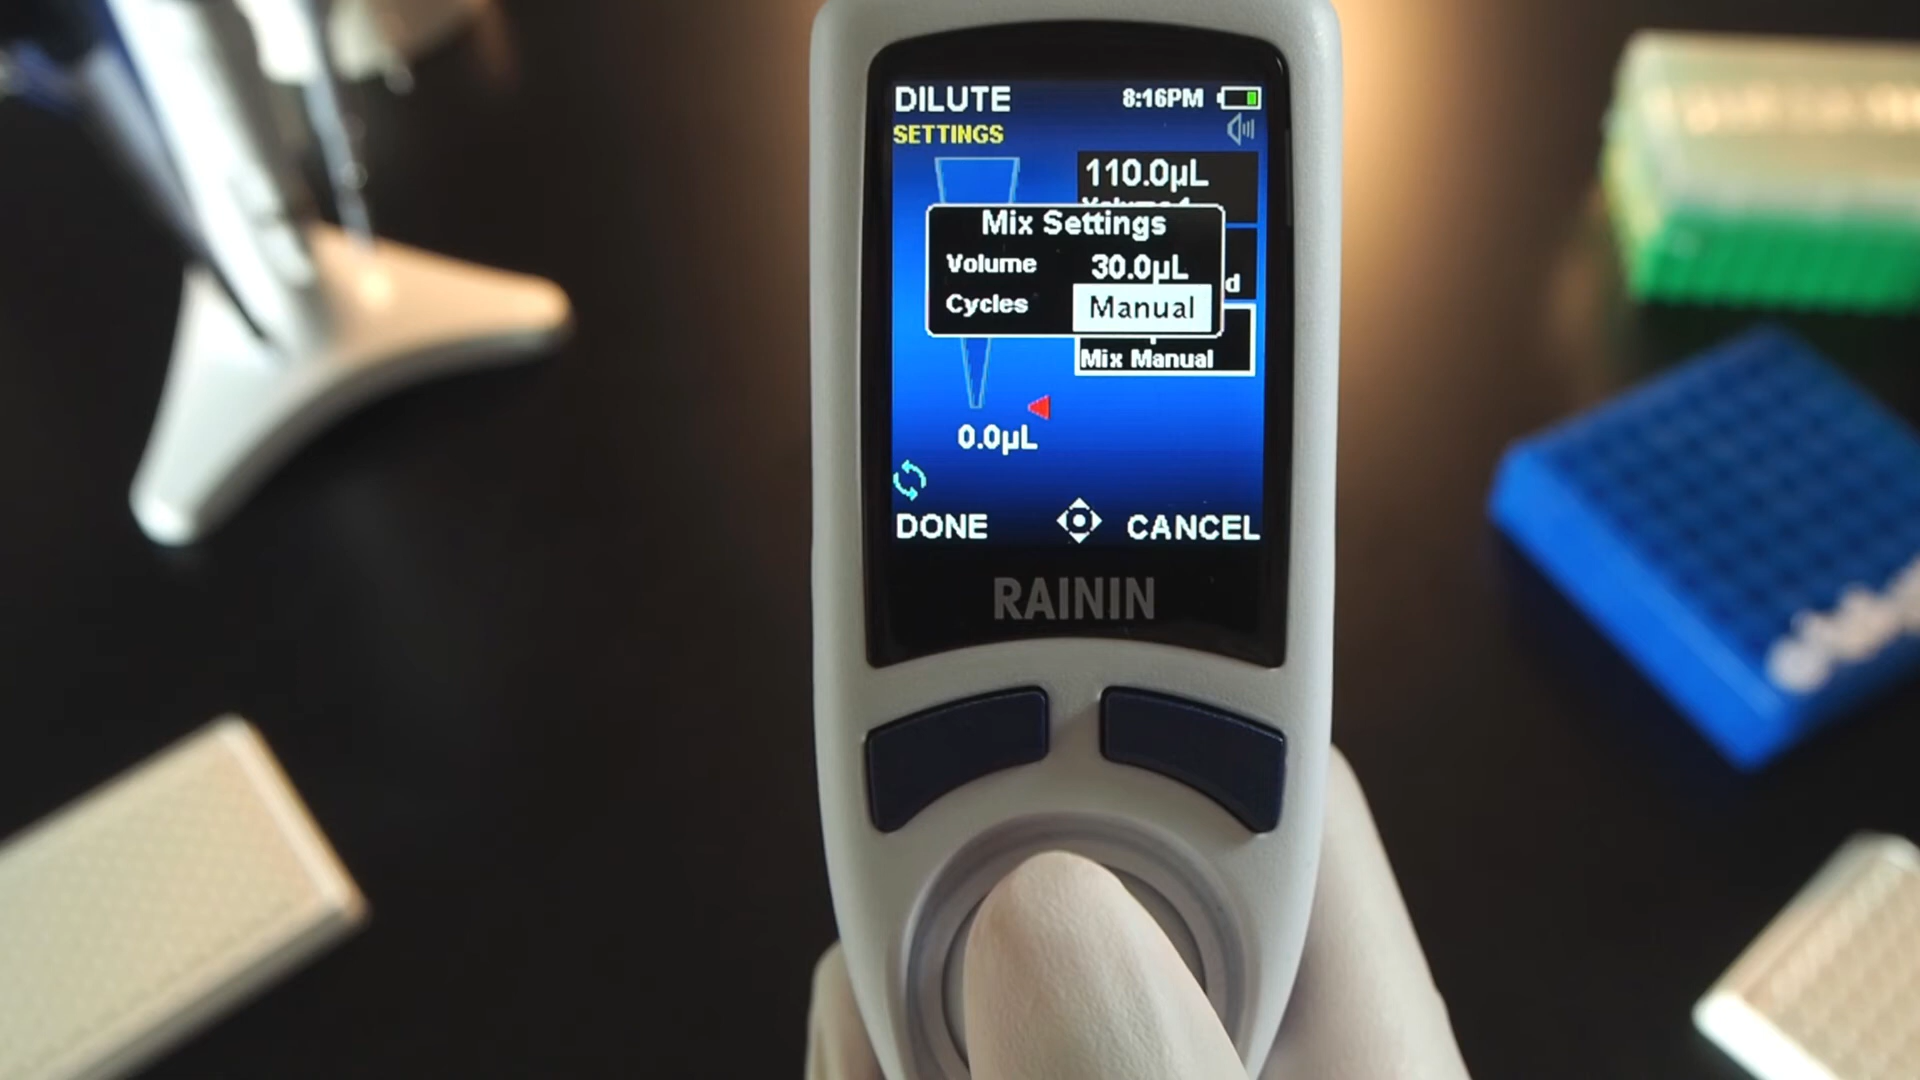 DILUTE 8:16PM
SETTINGS
110.0µL
Mix Settings
Volume 30.0µL
Cycles Manual
Mix Manual
0.0µL
DONE CANCEL
RAININ